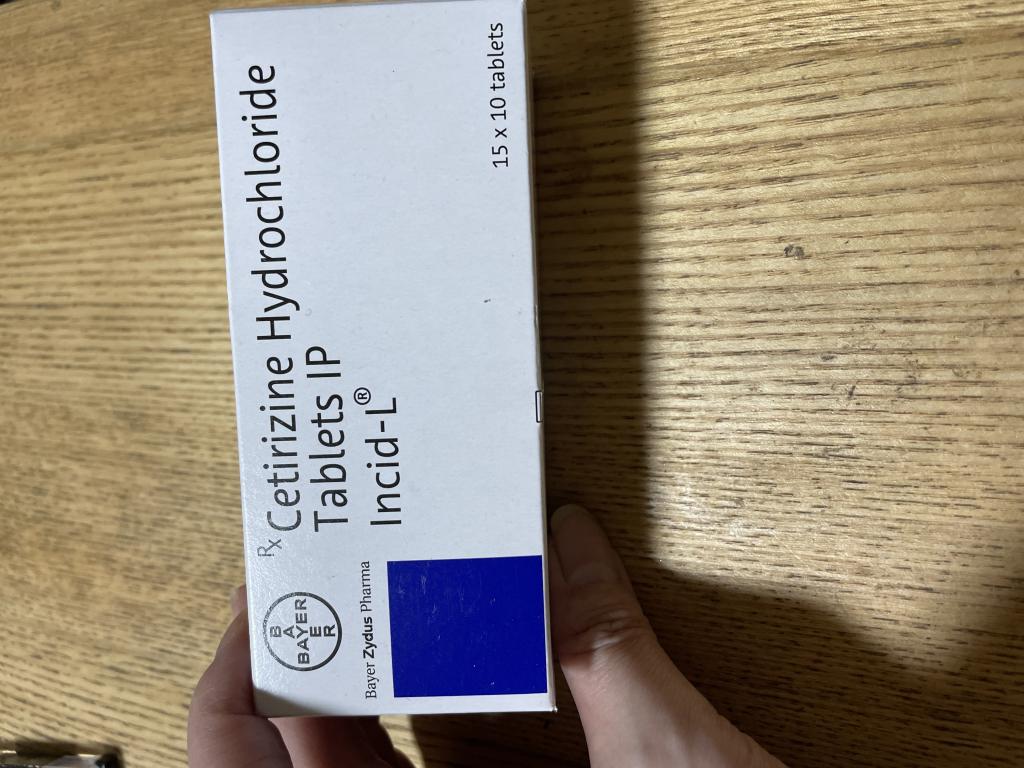 Rx Cetirizine Hydrochloride
Tablets IP
Incid-L®
15 x 10 tablets
B
A
BAYER
E
R
Bayer Zydus Pharma